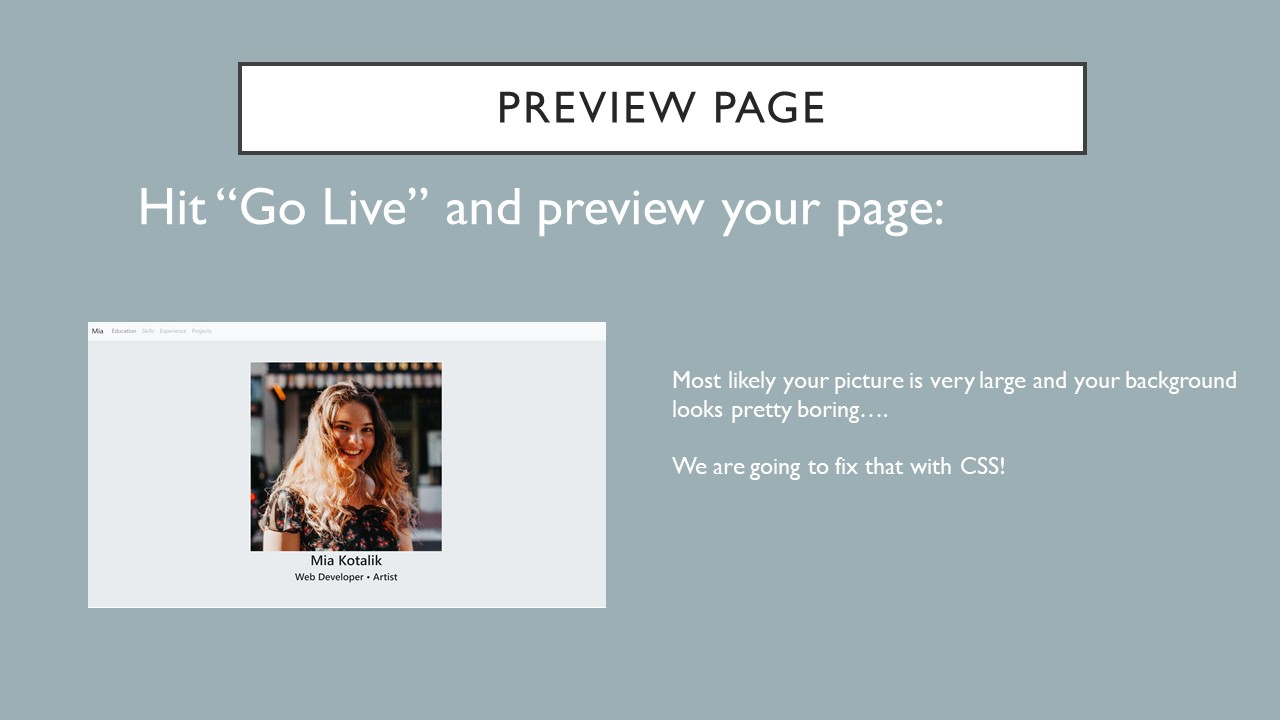 PREVIEW PAGE
Hit “Go Live” and preview your page:
Mia Education Skills Experience Projects
Mia Kotalik
Web Developer • Artist
Most likely your picture is very large and your background
looks pretty boring….
We are going to fix that with CSS!